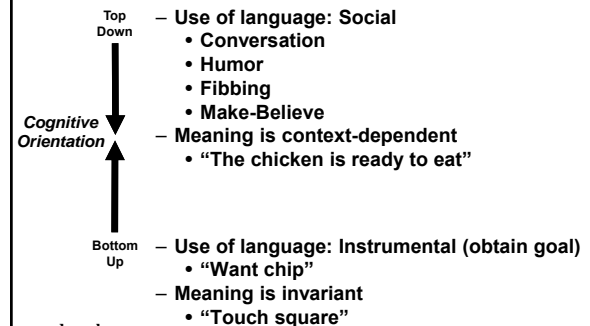 Top
Down
– Use of language: Social
• Conversation
• Humor
• Fibbing
• Make-Believe
Cognitive
Orientation
– Meaning is context-dependent
• “The chicken is ready to eat”
Bottom
Up
– Use of language: Instrumental (obtain goal)
• “Want chip”
– Meaning is invariant
• “Touch square”